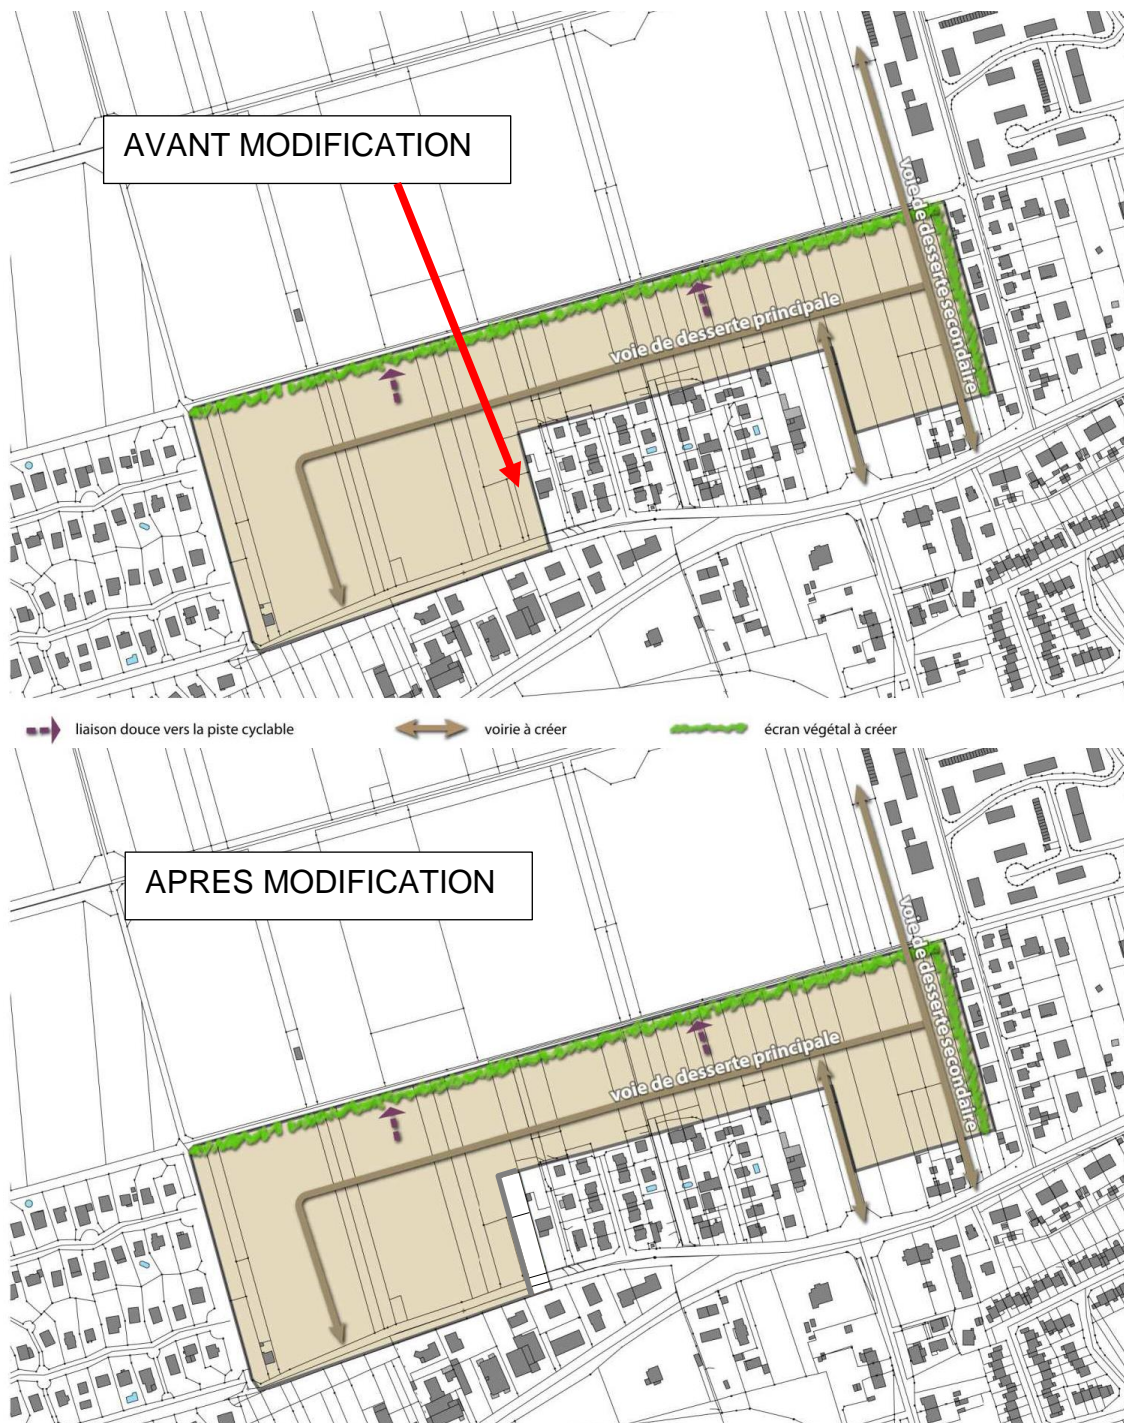 AVANT MODIFICATION
voie de desserte secondaire
voie de desserte principale
liaison douce vers la piste cyclable
voirie à créer
écran végétal à créer
APRES MODIFICATION
voie de desserte secondaire
voie de desserte principale